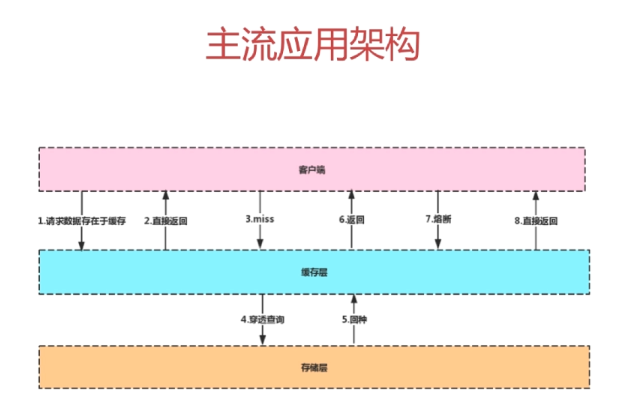 主流应用架构
客户端
1.请求数据存在于缓存
2.直接返回
3.miss
6.返回
7.熔断
8.直接返回
缓存层
4.穿透查询
5.回种
存储层